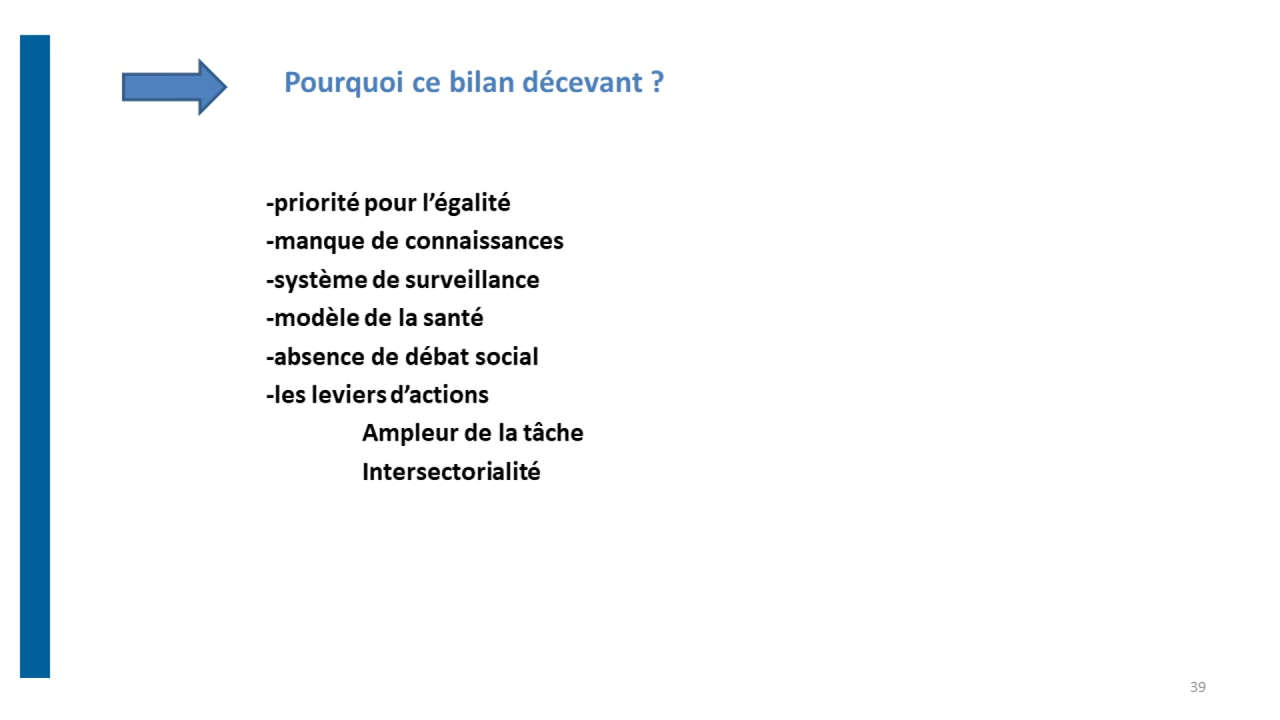 Pourquoi ce bilan décevant ?
-priorité pour l’égalité
-manque de connaissances
-système de surveillance
-modèle de la santé
-absence de débat social
-les leviers d’actions
Ampleur de la tâche
Intersectorialité
39